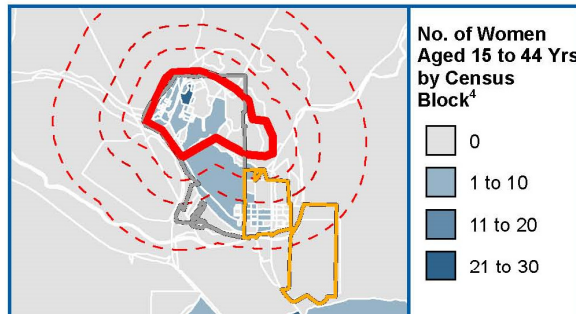 No. of Women
Aged 15 to 44 Yrs
by Census
Block⁴
0
1 to 10
11 to 20
21 to 30